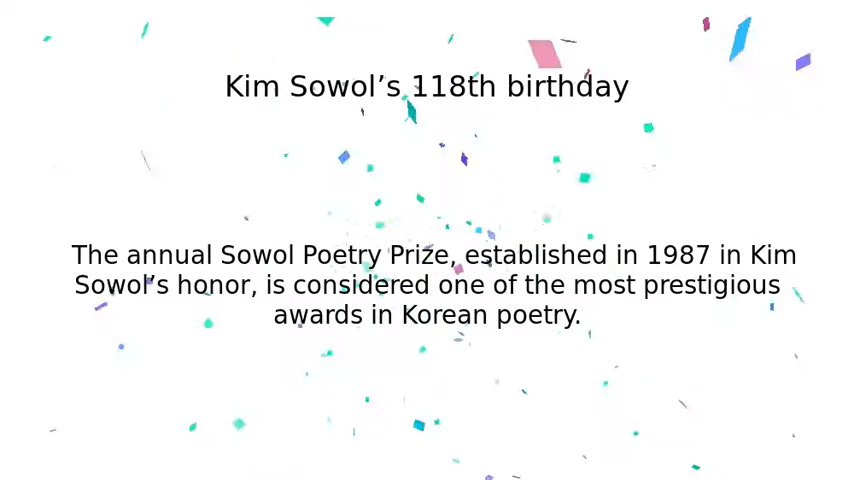 Kim Sowol’s 118th birthday
The annual Sowol Poetry Prize, established in 1987 in Kim
Sowol’s honor, is considered one of the most prestigious
awards in Korean poetry.